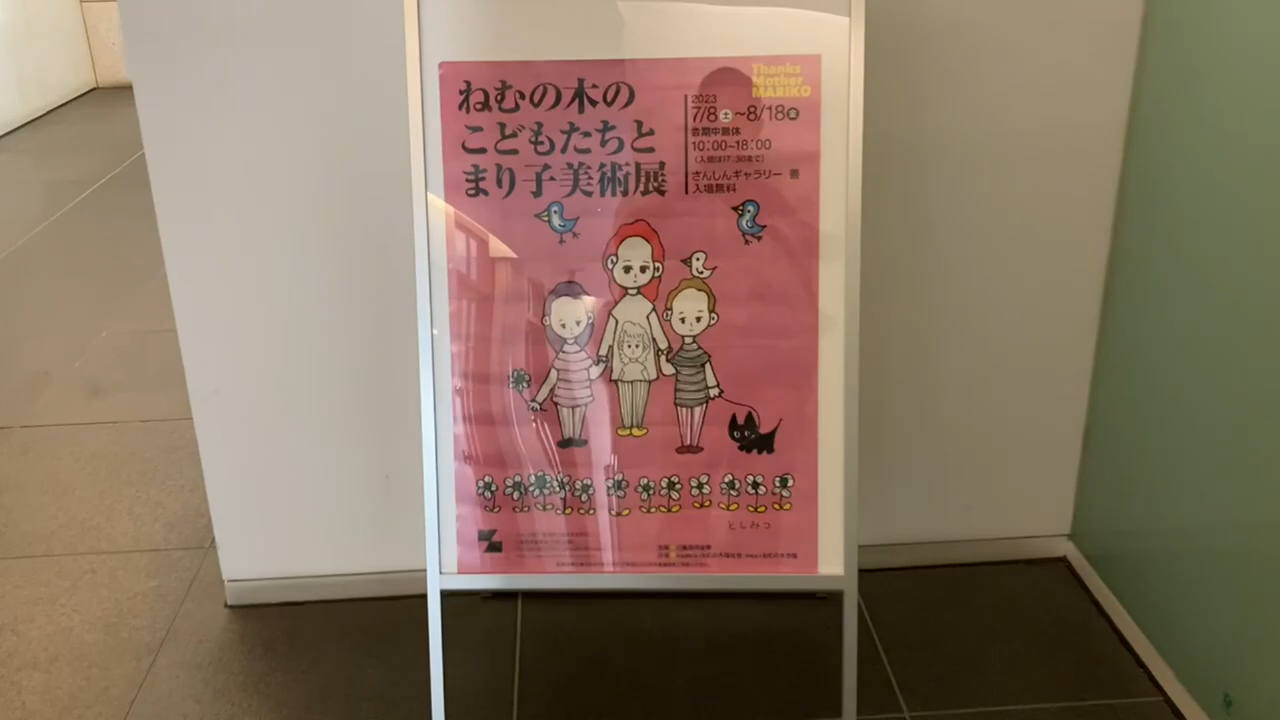 ねむの木の
こどもたちと
まり子美術展
Thanks
Mother
MARIKO
2023
7/8土~8/18金
会期中無休
10:00~18:00
(入館は17:30まで)
さんしんギャラリー 善
入場無料
としみつ